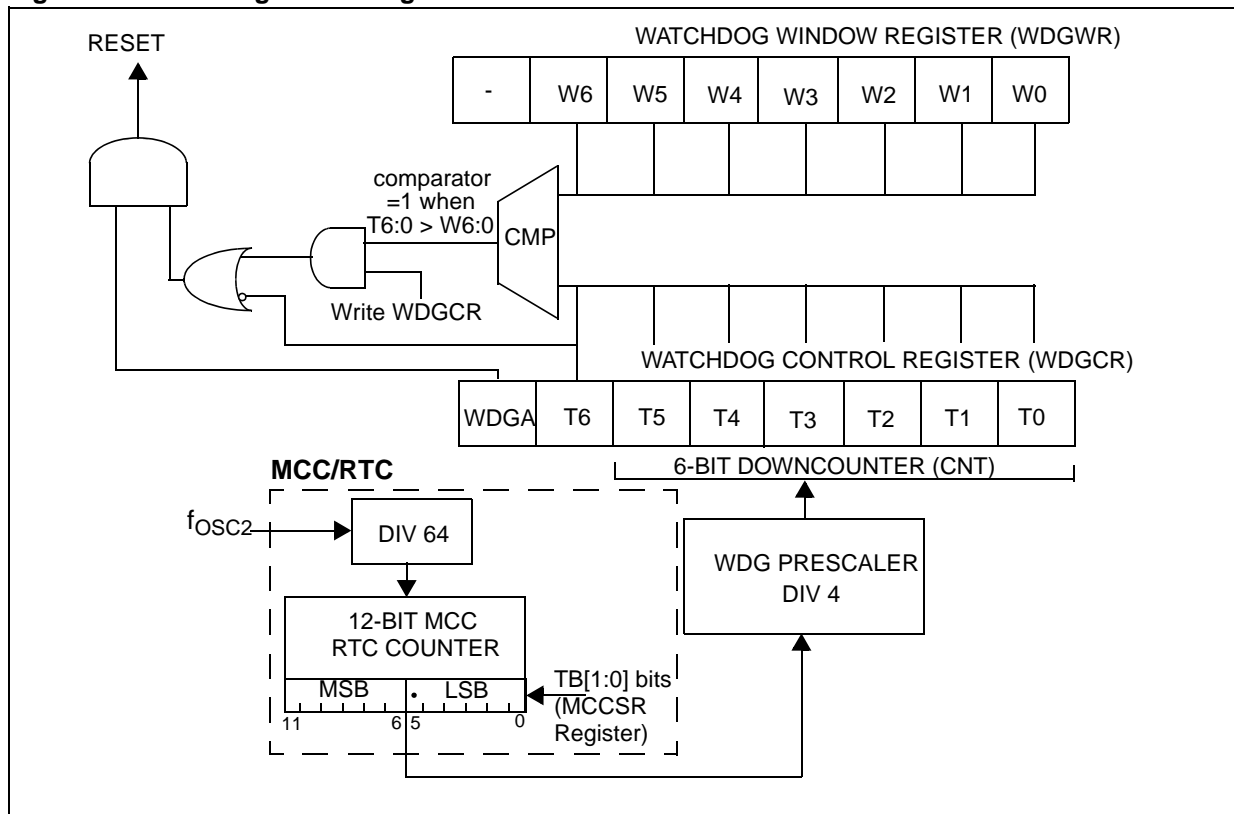 RESET
WATCHDOG WINDOW REGISTER (WDGWR)
- W6 W5 W4 W3 W2 W1 W0
comparator
=1 when
T6:0 > W6:0
CMP
Write WDGCR
WATCHDOG CONTROL REGISTER (WDGCR)
WDGA T6 T5 T4 T3 T2 T1 T0
6-BIT DOWNCOUNTER (CNT)
MCC/RTC
fOSC2
DIV 64
WDG PRESCALER
DIV 4
12-BIT MCC
RTC COUNTER
MSB LSB
11 6 5 0
TB[1:0] bits
(MCCSR
Register)